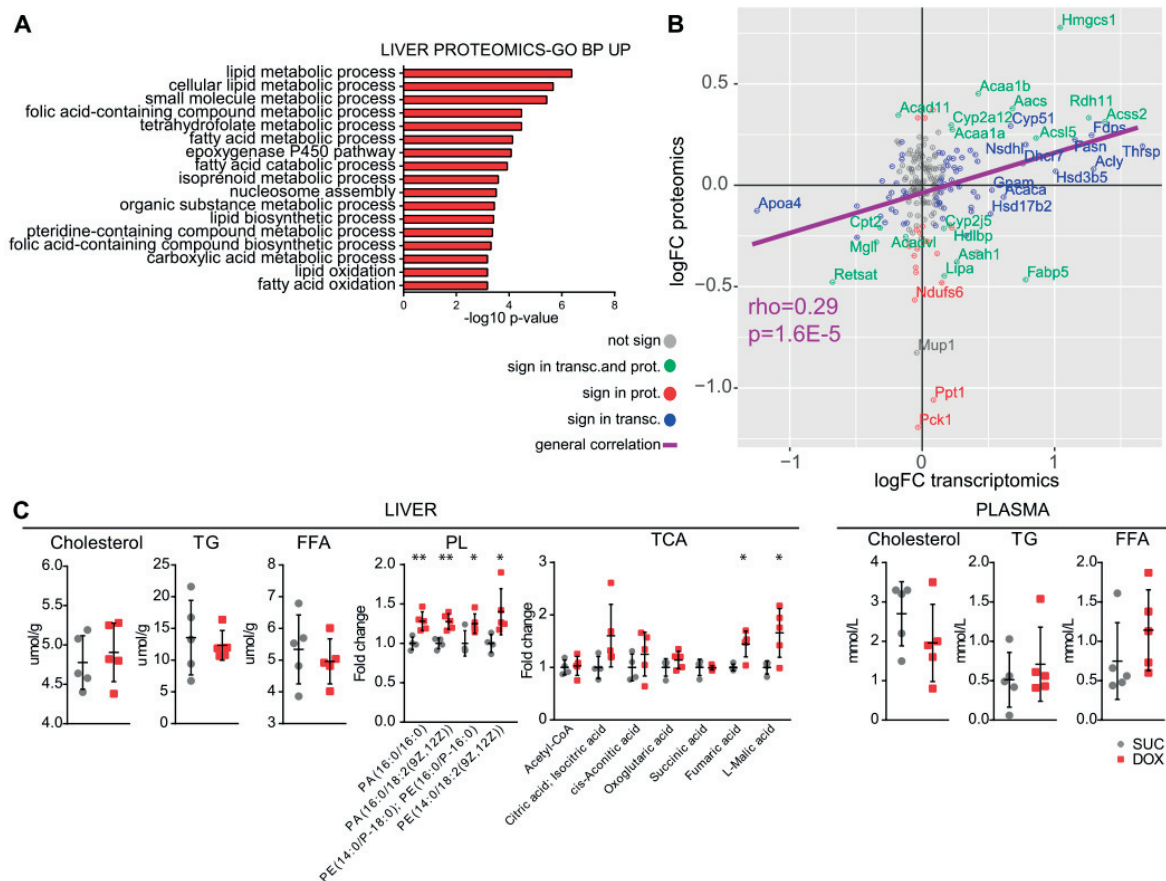 A
LIVER PROTEOMICS-GO BP UP
lipid metabolic process
cellular lipid metabolic process
small molecule metabolic process
folic acid-containing compound metabolic process
tetrahydrofolate metabolic process
fatty acid metabolic process
epoxygenase P450 pathway
fatty acid catabolic process
isoprenoid metabolic process
nucleosome assembly
organic substance metabolic process
lipid biosynthetic process
pteridine-containing compound metabolic process
folic acid-containing compound biosynthetic process
carboxylic acid metabolic process
lipid oxidation
fatty acid oxidation
0 2 4 6 8
-log10 p-value
not sign
sign in transc.and prot.
sign in prot.
sign in transc.
general correlation
B
Hmgcs1
Acaa1b
Acad11
Aacs
Rdh11
Acss2
Cyp2a12
Cyp51
Fdps
Acaa1a
Acsl5
Nsdhl
Fasn
Thrsp
Dhcr7
Acly
Hsd3b5
Gpam
Acaca
Apoa4
Hsd17b2
Cpt2
Cyp2j5
Mgll
Acadvl
Hdlbp
Asah1
Retsat
Lipa
Fabp5
Ndufs6
rho=0.29
p=1.6E-5
Mup1
Ppt1
Pck1
0.5
0.0
−0.5
−1.0
logFC proteomics
−1 0 1
logFC transcriptomics
C
LIVER
Cholesterol
6.0
5.5
5.0
4.5
4.0
umol/g
TG
25
20
15
10
5
0
umol/g
FFA
8
7
6
5
4
3
umol/g
PL
** ** * *
2.0
1.5
1.0
0.5
0.0
Fold change
PA(16:0/16:0)
PA(16:0/18:2(9Z,12Z))
PE(14:0/P-18:0); PE(16:0/P-16:0)
PE(14:0/18:2(9Z,12Z))
TCA
* *
3
2
1
0
Fold change
Acetyl-CoA
Citric acid; Isocitric acid
cis-Aconitic acid
Oxoglutaric acid
Succinic acid
Fumaric acid
L-Malic acid
PLASMA
Cholesterol
4
3
2
1
0
mmol/L
TG
2.0
1.5
1.0
0.5
0.0
mmol/L
FFA
2.0
1.5
1.0
0.5
0.0
mmol/L
SUC
DOX